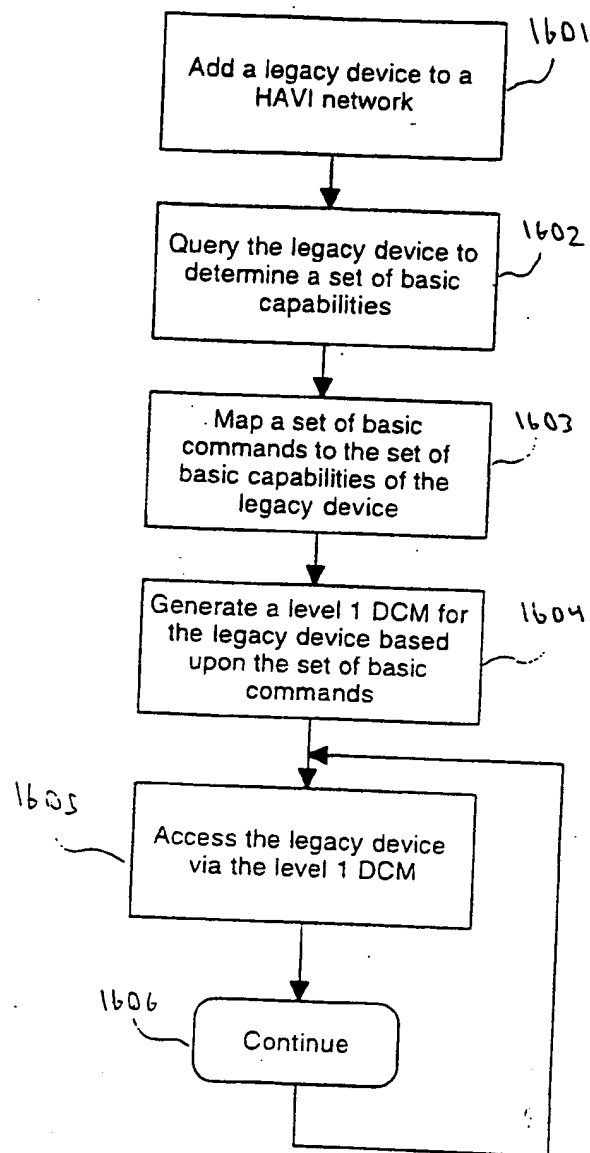 1601
Add a legacy device to a
HAVI network
1602
Query the legacy device to
determine a set of basic
capabilities
1603
Map a set of basic
commands to the set of
basic capabilities of the
legacy device
1604
Generate a level 1 DCM for
the legacy device based
upon the set of basic
commands
1605
Access the legacy device
via the level 1 DCM
1606
Continue